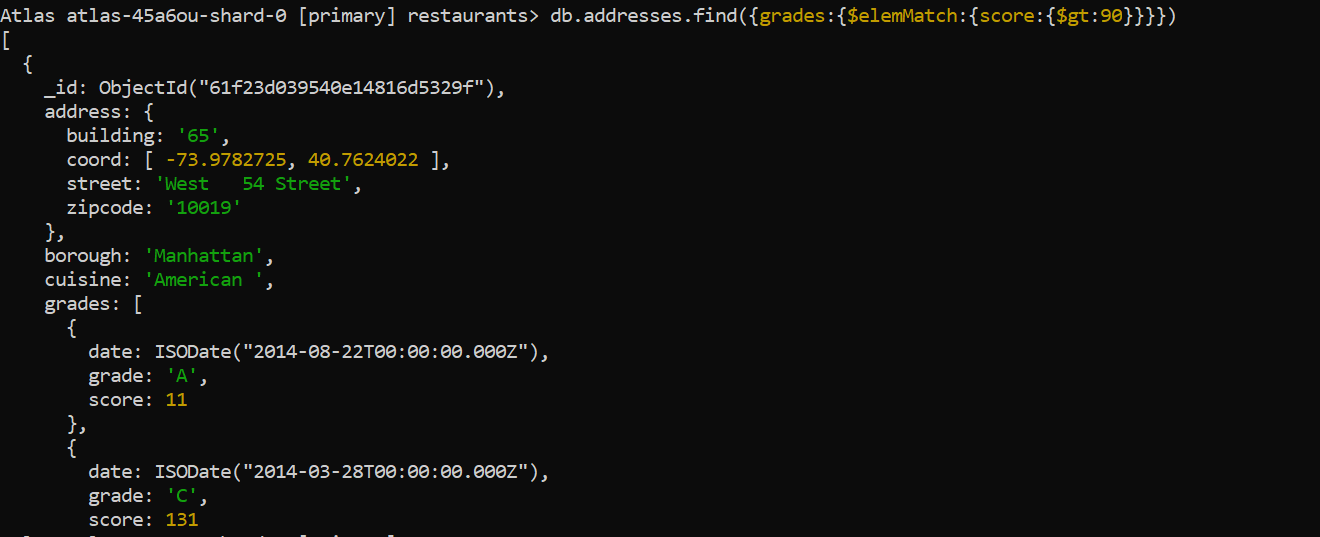 Atlas atlas-45a6ou-shard-0 [primary] restaurants> db.addresses.find({grades:{$elemMatch:{score:{$gt:90}}}})
[
  {
    _id: ObjectId("61f23d039540e14816d5329f"),
    address: {
      building: '65',
      coord: [ -73.9782725, 40.7624022 ],
      street: 'West   54 Street',
      zipcode: '10019'
    },
    borough: 'Manhattan',
    cuisine: 'American ',
    grades: [
      {
        date: ISODate("2014-08-22T00:00:00.000Z"),
        grade: 'A',
        score: 11
      },
      {
        date: ISODate("2014-03-28T00:00:00.000Z"),
        grade: 'C',
        score: 131